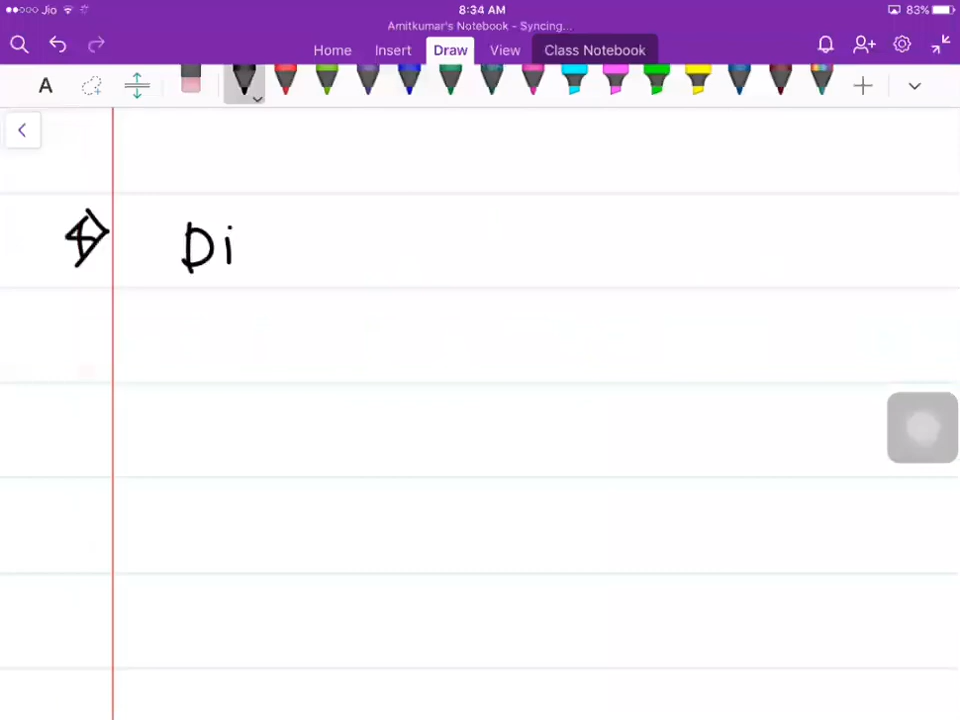 Jio 8:34 AM 83%
Amitkumar's Notebook - Syncing...
Home Insert Draw View Class Notebook
A
Di